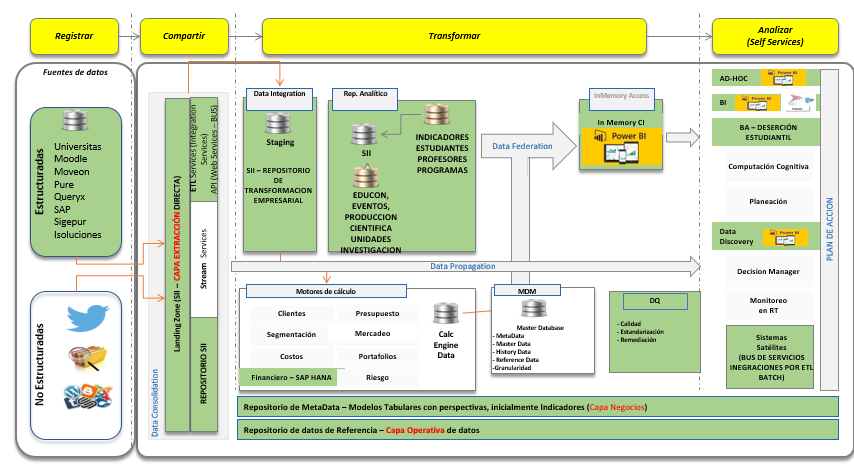 Registrar
Compartir
Transformar
Analizar
(Self Services)
Fuentes de datos
Estructuradas
Universitas
Moodle
Moveon
Pure
Queryx
SAP
Sigepur
Isoluciones
No Estructuradas
Data Consolidation
Landing Zone (SII – CAPA EXTRACCIÓN DIRECTA)
ETL Services (Integration
Services)
API (Web Services – BUS)
Stream Services
REPOSITORIO SII
Data Integration
Staging
SII – REPOSITORIO
DE
TRANSFORMACION
EMPRESARIAL
Rep. Analítico
SII
INDICADORES
ESTUDIANTES
PROFESORES
PROGRAMAS
EDUCON,
EVENTOS,
PRODUCCION
CIENTIFICA
UNIDADES
INVESTIGACION
Data Federation
InMemory Access
In Memory CI
Power BI
Data Propagation
Motores de cálculo
Clientes
Presupuesto
Segmentación
Mercadeo
Costos
Portafolios
Financiero – SAP HANA
Riesgo
Calc
Engine
Data
MDM
Master Database
- MetaData
- Master Data
- History Data
- Reference Data
-Granularidad
DQ
- Calidad
- Estandarización
- Remediación
AD-HOC
Power BI
BI
Power BI
BA – DESERCIÓN
ESTUDIANTIL
Computación Cognitiva
Planeación
Data
Discovery
Power BI
Decision Manager
Monitoreo
en RT
Sistemas
Satélites
(BUS DE SERVICIOS
INEGRACIONES POR ETL
BATCH)
PLAN DE ACCION
Repositorio de MetaData – Modelos Tabulares con perspectivas, inicialmente Indicadores (Capa Negocios)
Repositorio de datos de Referencia – Capa Operativa de datos